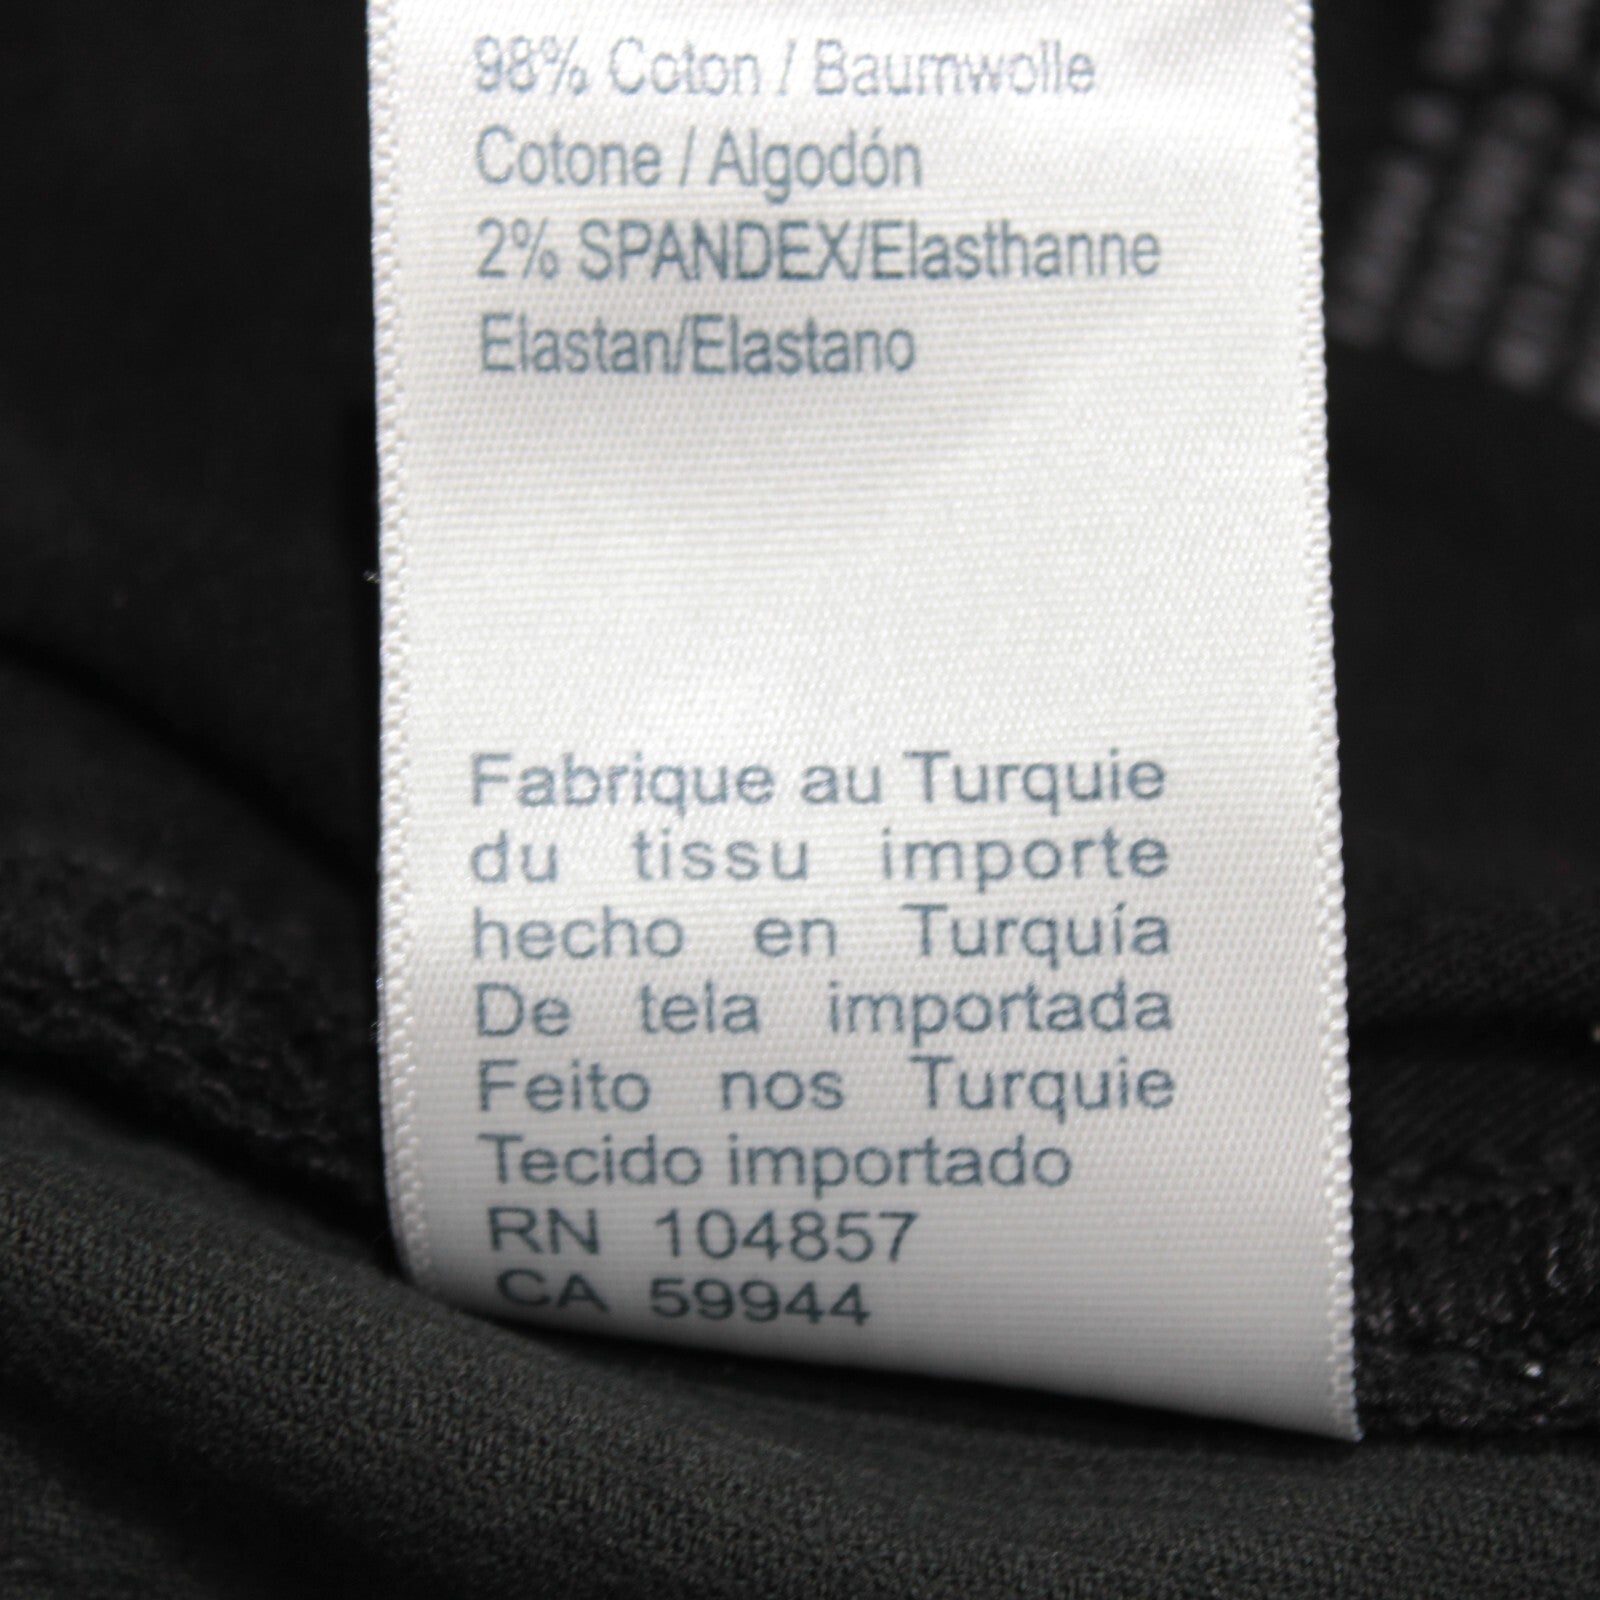 98% Coton / Baumwolle
Cotone / Algodón
2% SPANDEX/Elasthanne
Elastan/Elastano
Fabrique au Turquie
du tissu importe
hecho en Turquía
De tela importada
Feito nos Turquie
Tecido importado
RN 104857
CA 59944